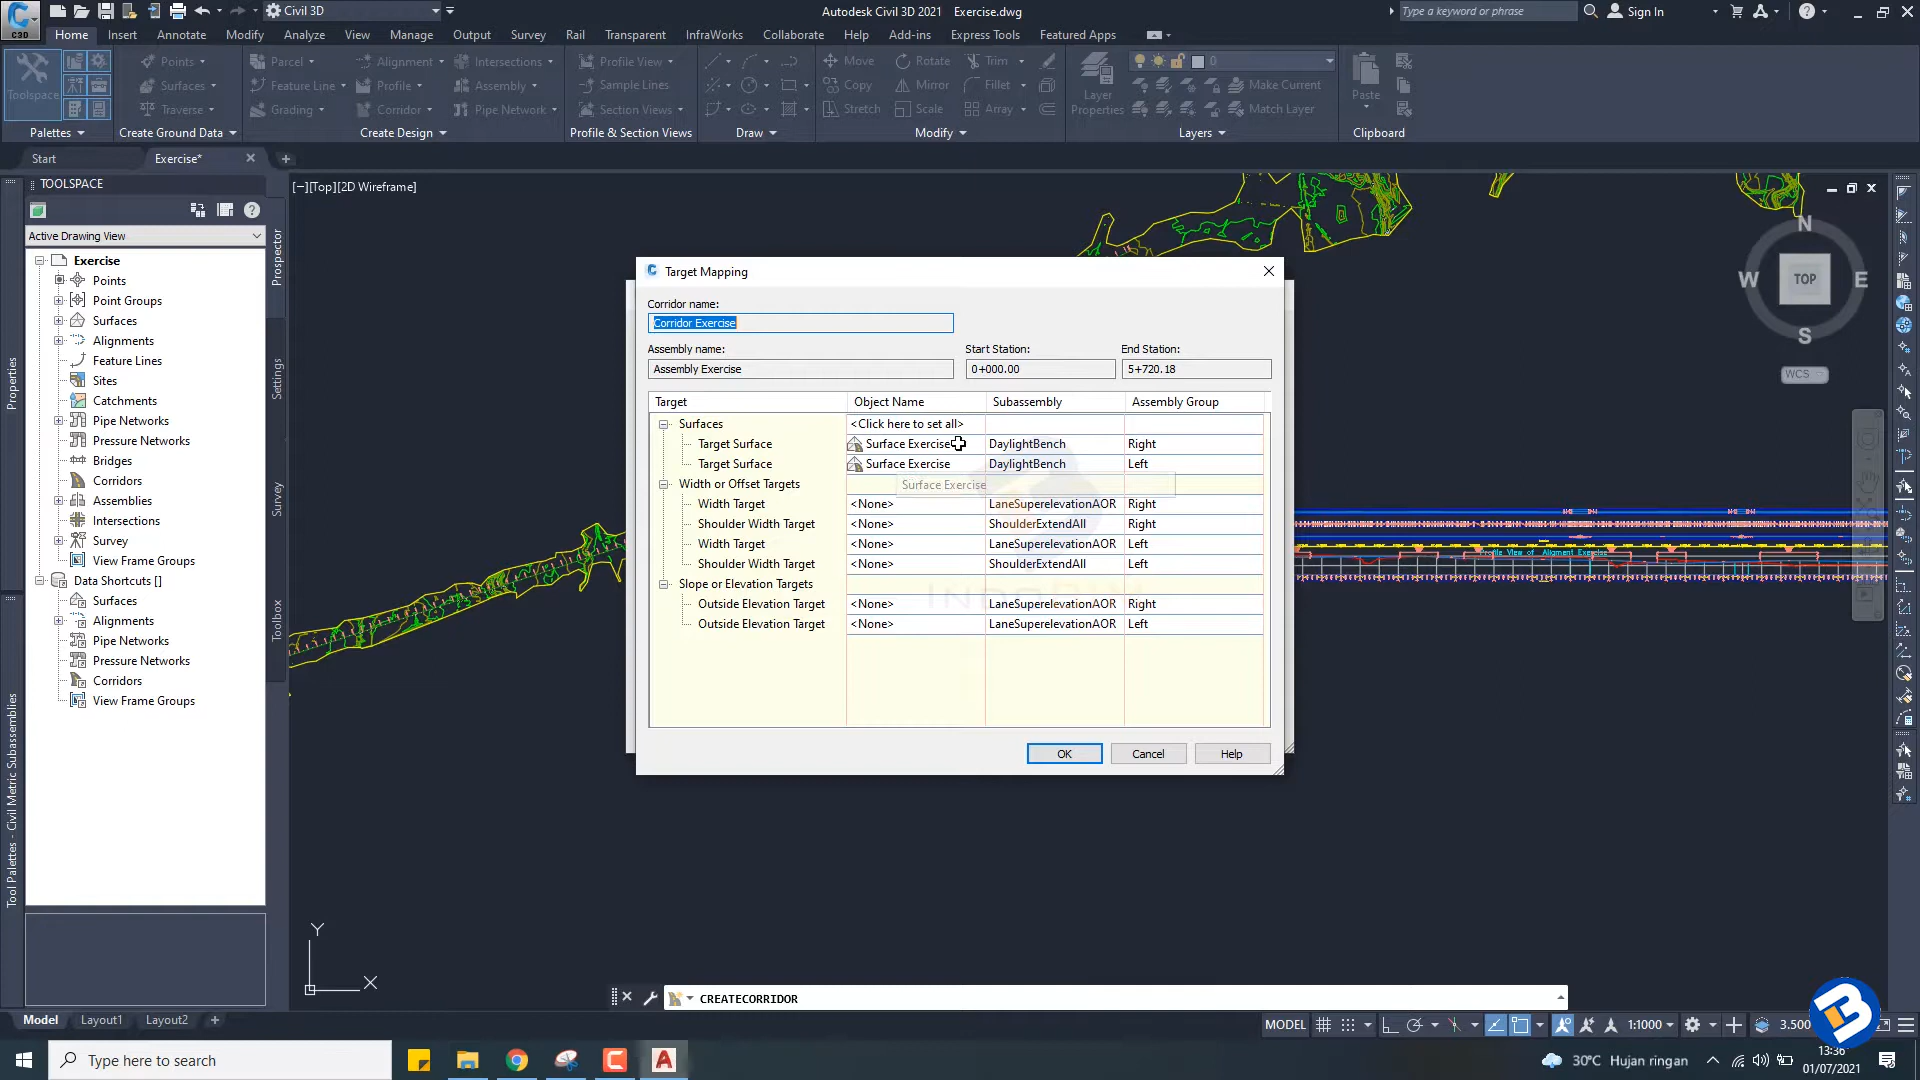 C3D
Civil 3D
Autodesk Civil 3D 2021 Exercise.dwg
Type a keyword or phrase
Sign In
Home Insert Annotate Modify Analyze View Manage Output Survey Rail Transparent InfraWorks Collaborate Help Add-ins Express Tools Featured Apps
Toolspace
Palettes
Points
Surfaces
Traverse
Create Ground Data
Parcel
Feature Line
Grading
Alignment
Profile
Corridor
Intersections
Assembly
Pipe Network
Create Design
Profile View
Sample Lines
Section Views
Profile & Section Views
Draw
Move
Copy
Stretch
Rotate
Mirror
Scale
Trim
Fillet
Array
Modify
Layer
Properties
0
Make Current
Match Layer
Layers
Paste
Clipboard
Start
Exercise*
TOOLSPACE
Active Drawing View
Exercise
Points
Point Groups
Surfaces
Alignments
Feature Lines
Sites
Catchments
Pipe Networks
Pressure Networks
Bridges
Corridors
Assemblies
Intersections
Survey
View Frame Groups
Data Shortcuts []
Surfaces
Alignments
Pipe Networks
Pressure Networks
Corridors
View Frame Groups
Prospector
Settings
Survey
Toolbox
Properties
Tool Palettes - Civil Metric Subassemblies
[−][Top][2D Wireframe]
N
W
TOP
E
S
WCS
Profile View of Aligment Exercise
Target Mapping
Corridor name:
Corridor Exercise
Assembly name:
Start Station:
End Station:
Assembly Exercise
0+000.00
5+720.18
Target Object Name Subassembly Assembly Group
Surfaces <Click here to set all>
Target Surface Surface Exercise DaylightBench Right
Target Surface Surface Exercise DaylightBench Left
Width or Offset Targets
Surface Exercise
Width Target <None> LaneSuperelevationAOR Right
Shoulder Width Target <None> ShoulderExtendAll Right
Width Target <None> LaneSuperelevationAOR Left
Shoulder Width Target <None> ShoulderExtendAll Left
Slope or Elevation Targets
Outside Elevation Target <None> LaneSuperelevationAOR Right
Outside Elevation Target <None> LaneSuperelevationAOR Left
OK Cancel Help
Y
X
CREATECORRIDOR
Model Layout1 Layout2
MODEL
1:1000
3.500
Type here to search
30°C Hujan ringan
13:36
01/07/2021